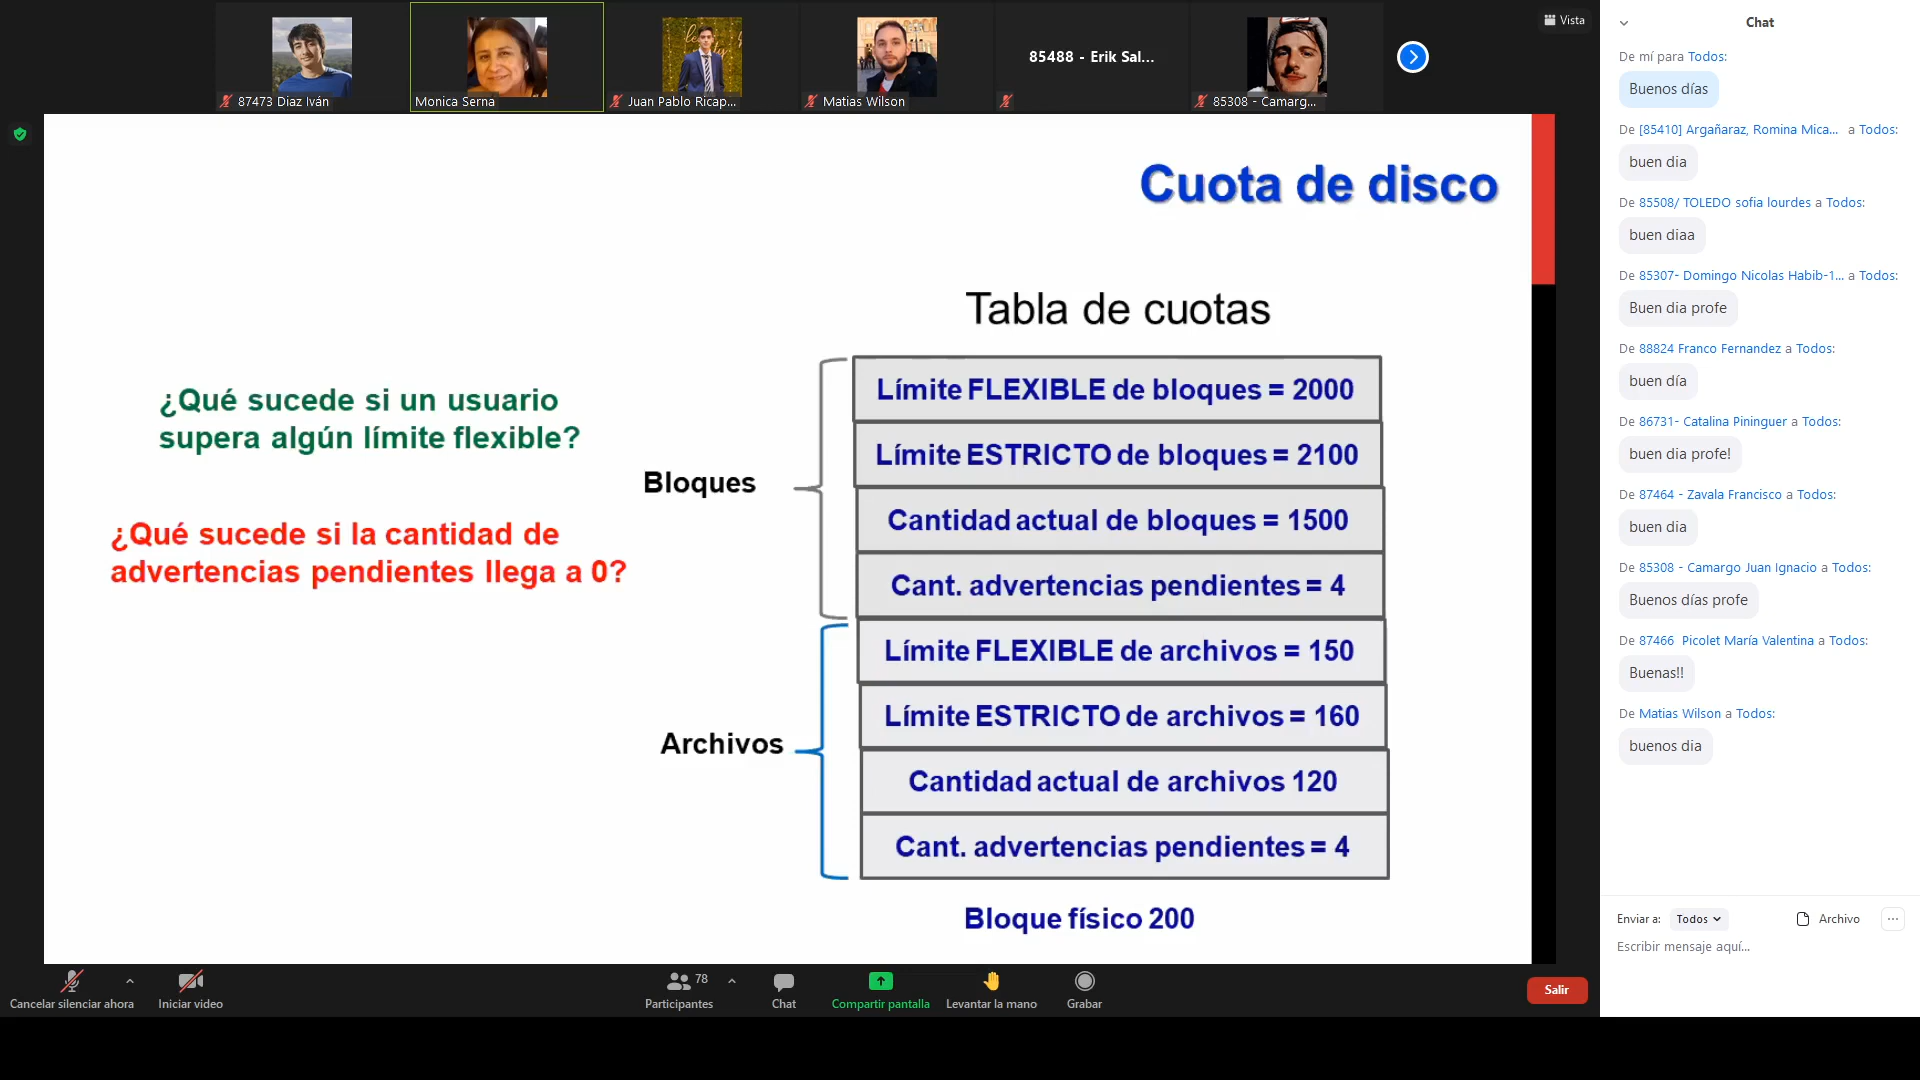 Vista
85488 - Erik Sal...
87473 Diaz Iván
Monica Serna
Juan Pablo Ricap...
Matias Wilson
85308 - Camarg...
Cuota de disco
Tabla de cuotas
¿Qué sucede si un usuario
supera algún límite flexible?
¿Qué sucede si la cantidad de
advertencias pendientes llega a 0?
Bloques
Límite FLEXIBLE de bloques = 2000
Límite ESTRICTO de bloques = 2100
Cantidad actual de bloques = 1500
Cant. advertencias pendientes = 4
Archivos
Límite FLEXIBLE de archivos = 150
Límite ESTRICTO de archivos = 160
Cantidad actual de archivos 120
Cant. advertencias pendientes = 4
Bloque físico 200
Cancelar silenciar ahora
Iniciar video
78
Participantes
Chat
Compartir pantalla
Levantar la mano
Grabar
Salir
Chat
De mí para Todos:
Buenos días
De [85410] Argañaraz, Romina Mica... a Todos:
buen dia
De 85508/ TOLEDO sofia lourdes a Todos:
buen diaa
De 85307- Domingo Nicolas Habib-1... a Todos:
Buen dia profe
De 88824 Franco Fernandez a Todos:
buen día
De 86731- Catalina Pininguer a Todos:
buen dia profe!
De 87464 - Zavala Francisco a Todos:
buen dia
De 85308 - Camargo Juan Ignacio a Todos:
Buenos días profe
De 87466 Picolet María Valentina a Todos:
Buenas!!
De Matias Wilson a Todos:
buenos dia
Enviar a: Todos
Archivo
Escribir mensaje aquí...